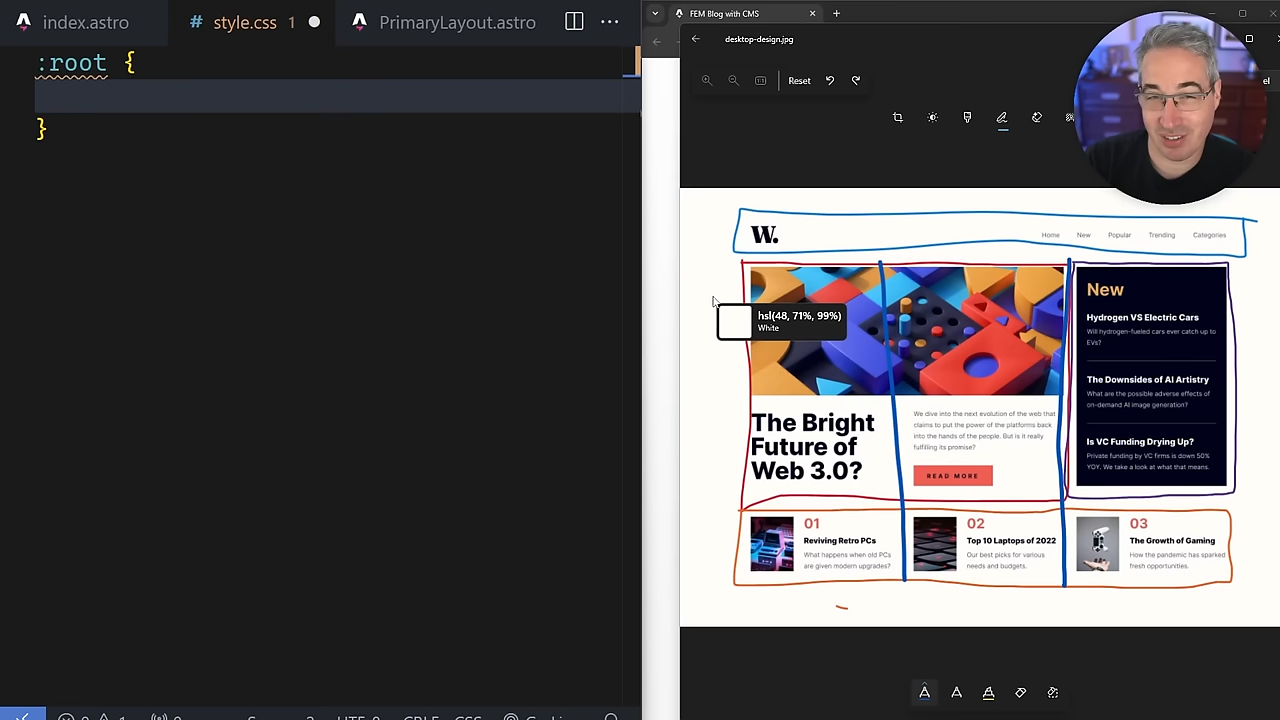 index.astro
# style.css 1
PrimaryLayout.astro
:root {
}
FEM Blog with CMS
desktop-design.jpg
Reset
W.
Home New Popular Trending Categories
hsl(48, 71%, 99%)
White
The Bright
Future of
Web 3.0?
We dive into the next evolution of the web that
claims to put the power of the platforms back
into the hands of the people. But is it really
fulfilling its promise?
READ MORE
New
Hydrogen VS Electric Cars
Will hydrogen-fueled cars ever catch up to
EVs?
The Downsides of AI Artistry
What are the possible adverse effects of
on-demand AI image generation?
Is VC Funding Drying Up?
Private funding by VC firms is down 50%
YOY. We take a look at what that means.
01
Reviving Retro PCs
What happens when old PCs
are given modern upgrades?
02
Top 10 Laptops of 2022
Our best picks for various
needs and budgets.
03
The Growth of Gaming
How the pandemic has sparked
fresh opportunities.